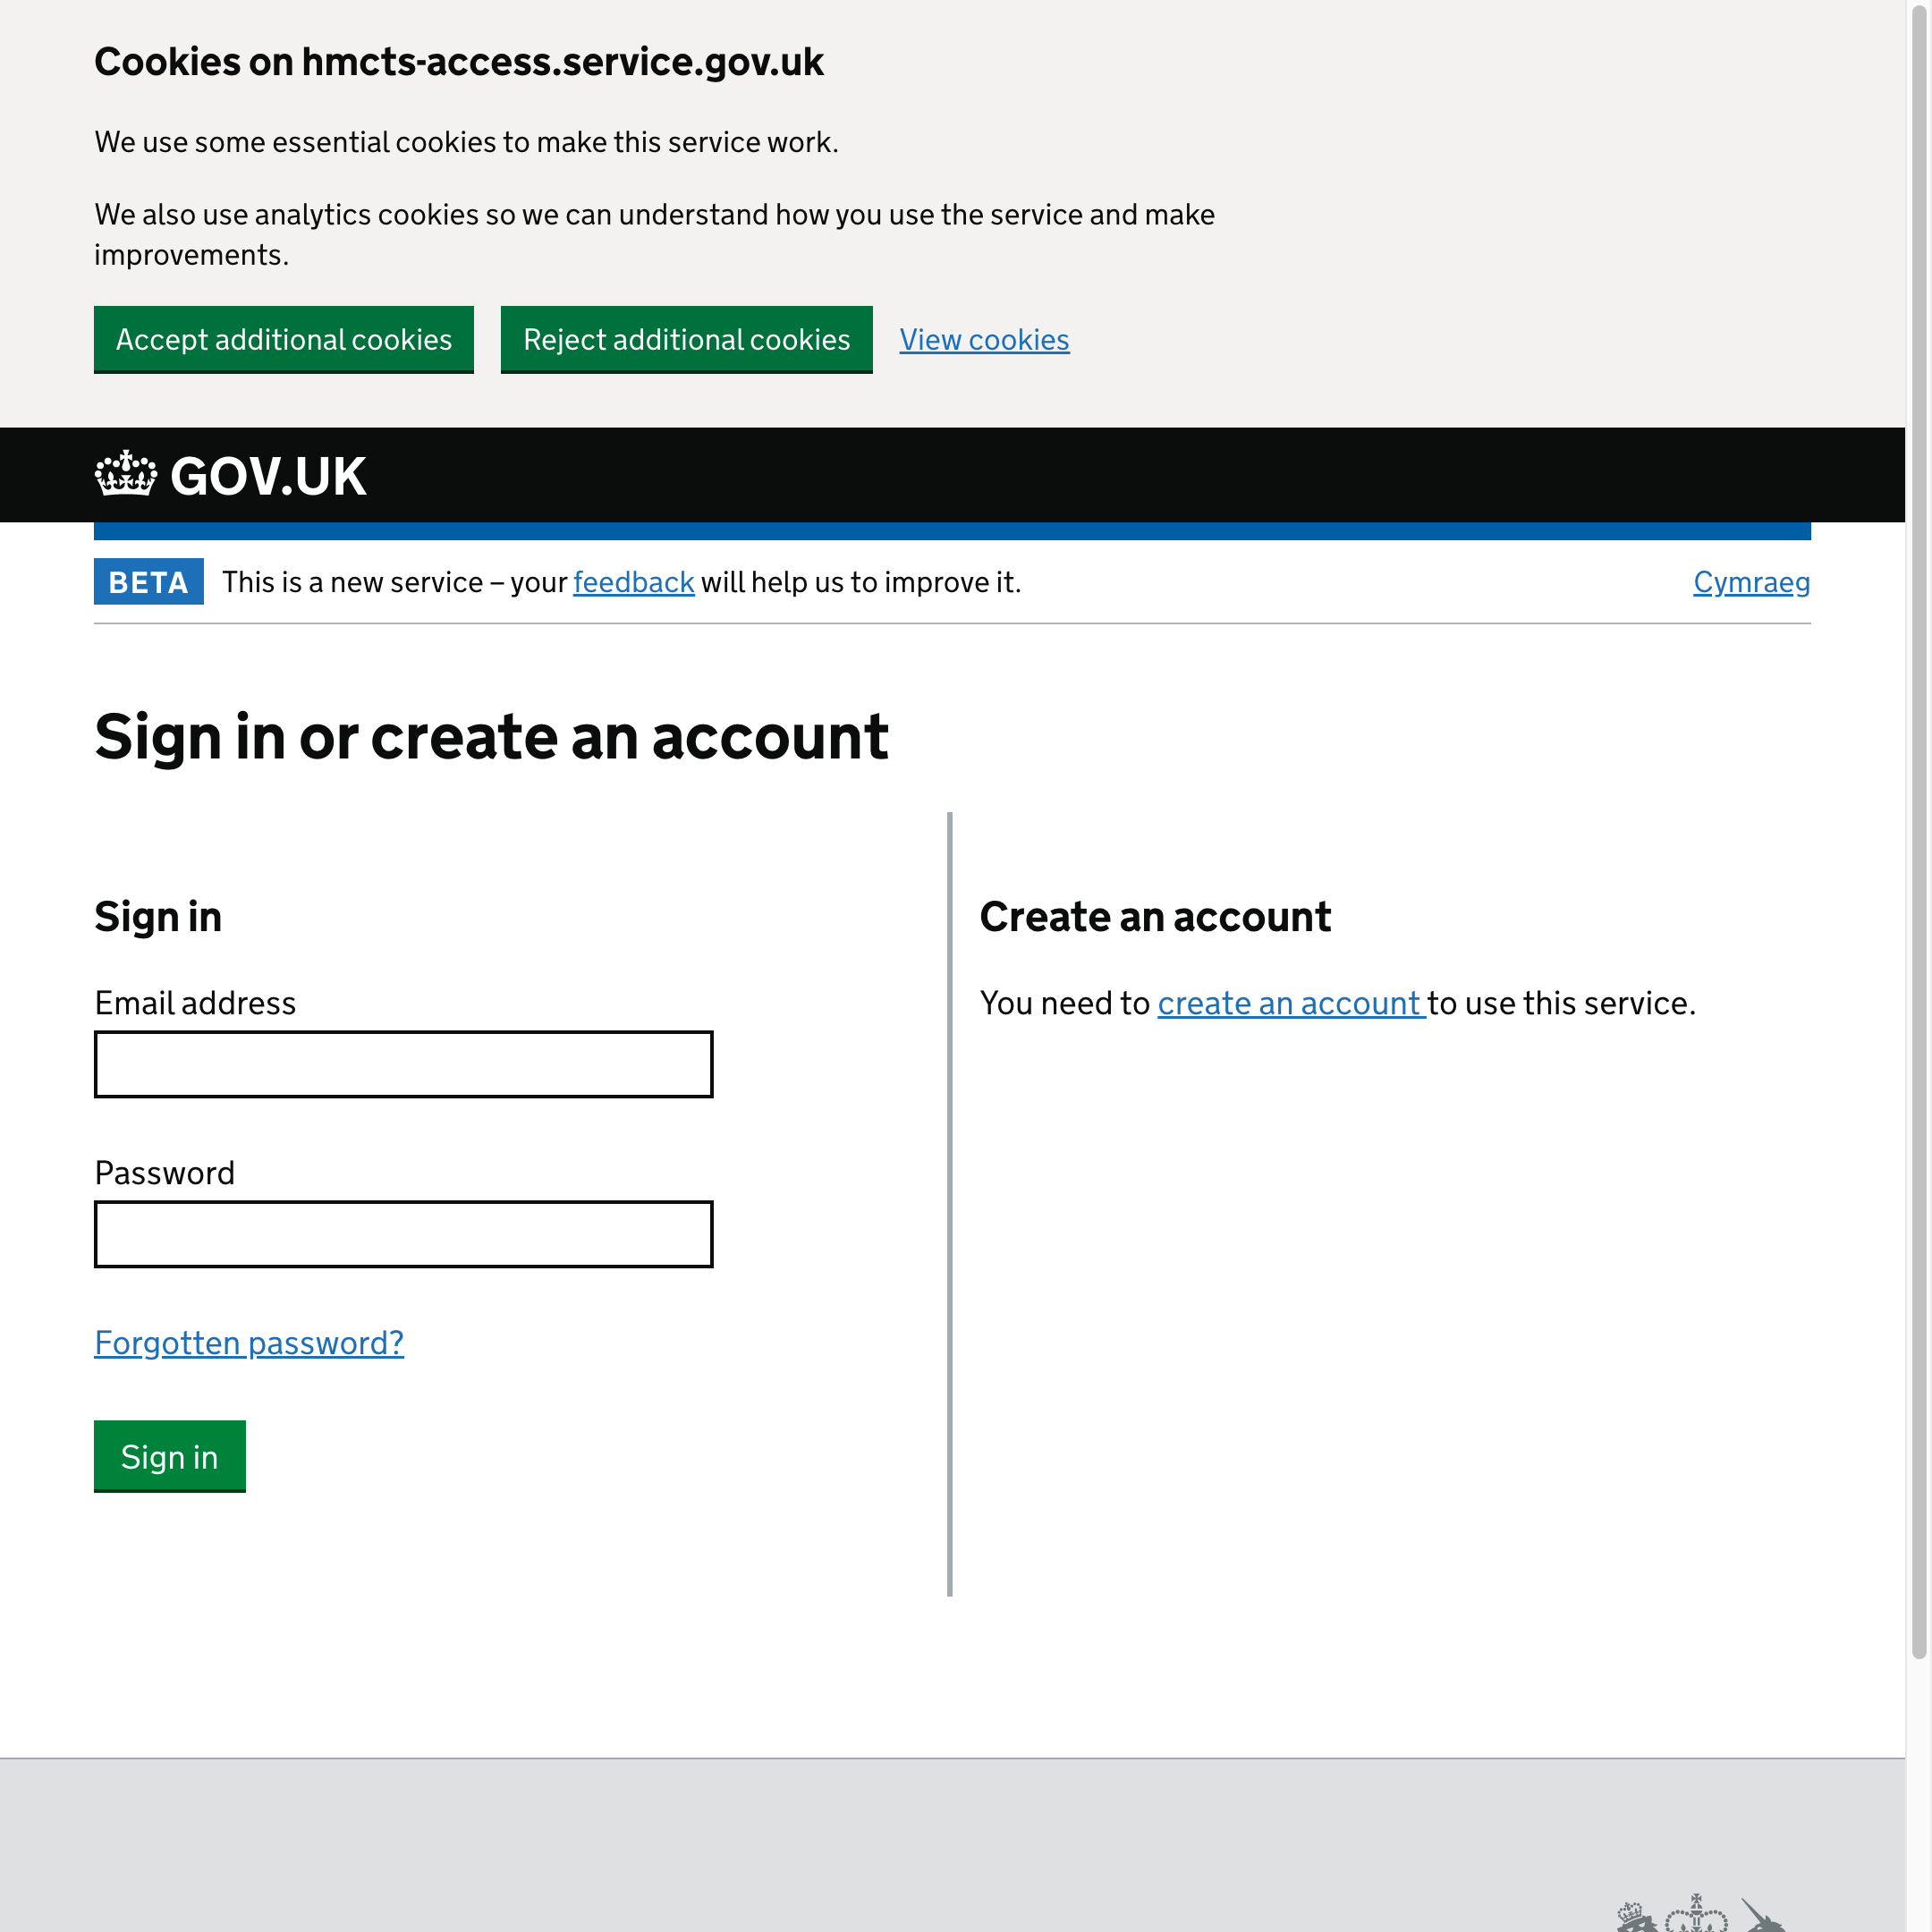 Cookies on hmcts-access.service.gov.uk
We use some essential cookies to make this service work.
We also use analytics cookies so we can understand how you use the service and make
improvements.
Accept additional cookies
Reject additional cookies
View cookies
GOV.UK
BETA
This is a new service – your feedback will help us to improve it.
Cymraeg
Sign in or create an account
Sign in
Email address
Password
Forgotten password?
Sign in
Create an account
You need to create an account to use this service.